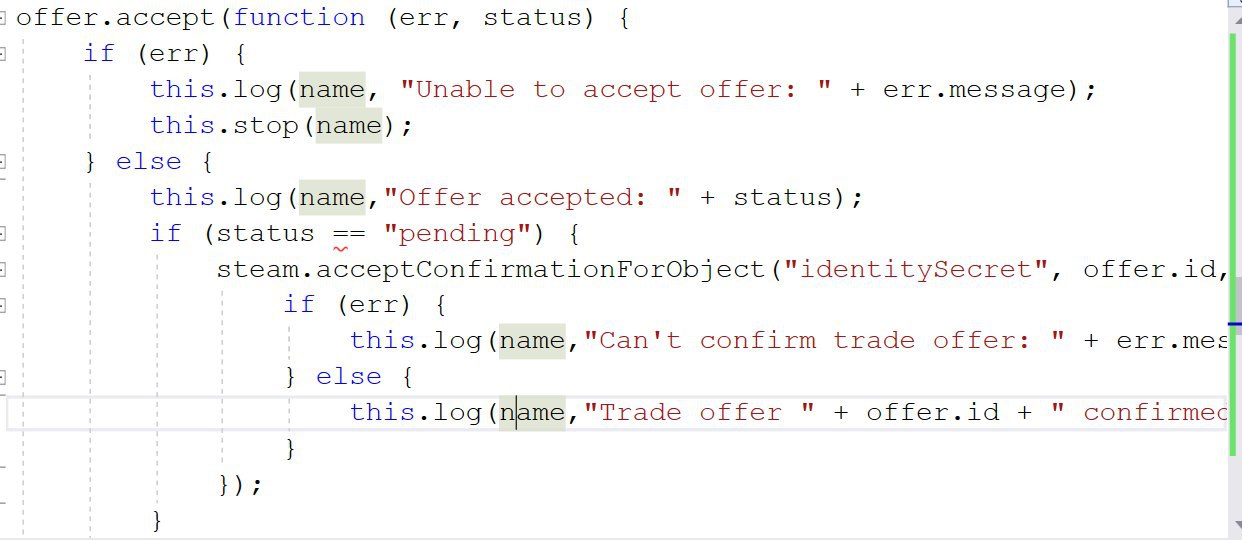 offer.accept(function (err, status) {
if (err) {
this.log(name, "Unable to accept offer: " + err.message);
this.stop(name);
} else {
this.log(name,"Offer accepted: " + status);
if (status == "pending") {
steam.acceptConfirmationForObject("identitySecret", offer.id,
if (err) {
this.log(name,"Can't confirm trade offer: " + err.mes
} else {
this.log(name,"Trade offer " + offer.id + " confirmed
}
});
}